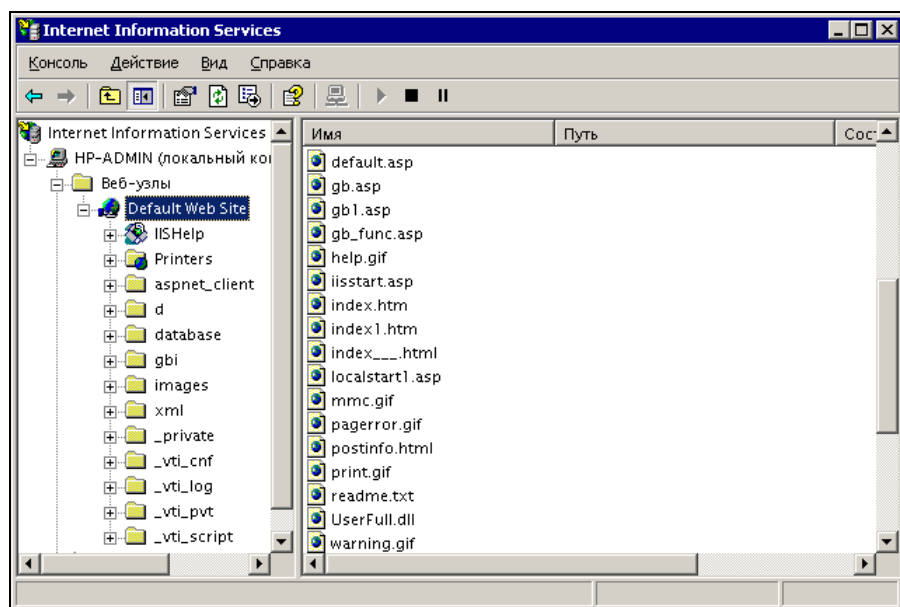 Internet Information Services
Консоль Действие Вид Справка
Internet Information Services
HP-ADMIN (локальный ко
Веб-узлы
Default Web Site
IISHelp
Printers
aspnet_client
d
database
gbi
images
xml
_private
_vti_cnf
_vti_log
_vti_pvt
_vti_script
Имя Путь Сос
default.asp
gb.asp
gb1.asp
gb_func.asp
help.gif
iisstart.asp
index.htm
index1.htm
index___.html
localstart1.asp
mmc.gif
pagerror.gif
postinfo.html
print.gif
readme.txt
UserFull.dll
warning.gif